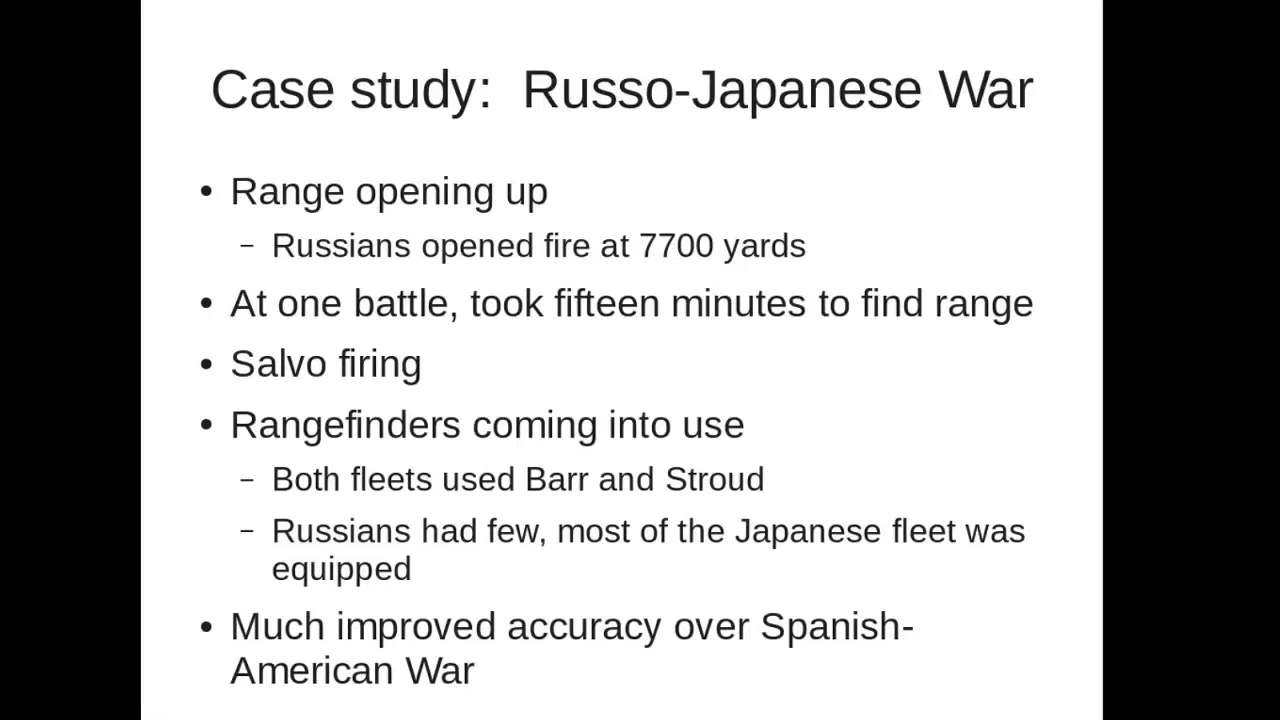 Case study:  Russo-Japanese War
• Range opening up
– Russians opened fire at 7700 yards
• At one battle, took fifteen minutes to find range
• Salvo firing
• Rangefinders coming into use
– Both fleets used Barr and Stroud
– Russians had few, most of the Japanese fleet was
equipped
• Much improved accuracy over Spanish-
American War